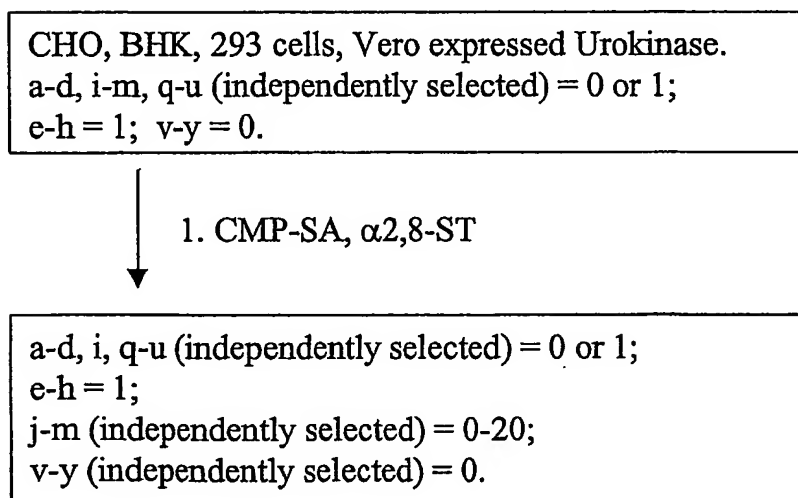 CHO, BHK, 293 cells, Vero expressed Urokinase.
a-d, i-m, q-u (independently selected) = 0 or 1;
e-h = 1; v-y = 0.
1. CMP-SA, α2,8-ST
a-d, i, q-u (independently selected) = 0 or 1;
e-h = 1;
j-m (independently selected) = 0-20;
v-y (independently selected) = 0.